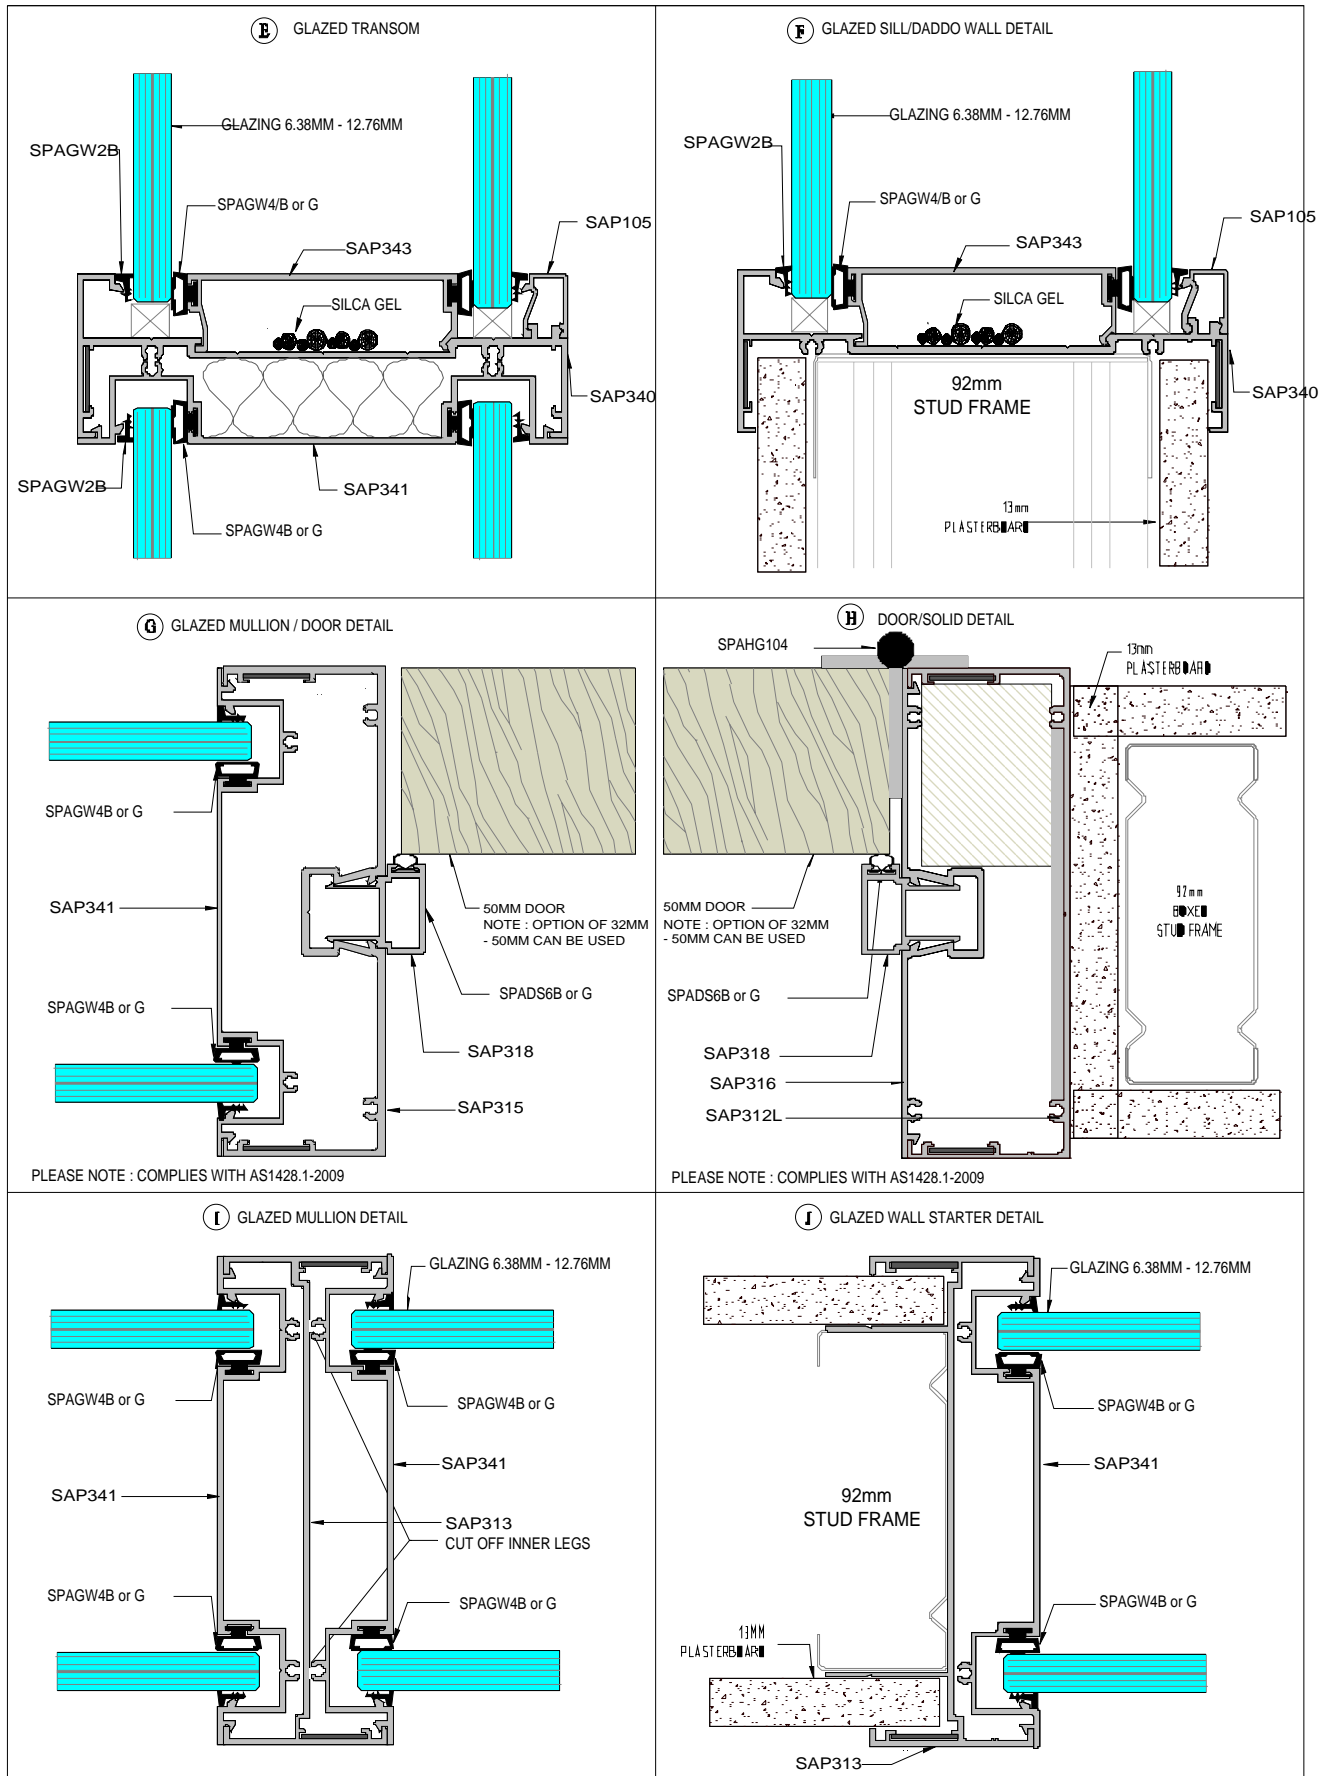 E GLAZED TRANSOM
GLAZING 6.38MM - 12.76MM
SPAGW2B
SPAGW4/B or G
SAP105
SAP343
SILCA GEL
SAP340
SPAGW2B
SAP341
SPAGW4B or G
F GLAZED SILL/DADDO WALL DETAIL
GLAZING 6.38MM - 12.76MM
SPAGW2B
SPAGW4/B or G
SAP105
SAP343
SILCA GEL
92mm
STUD FRAME
SAP340
13mm
PLASTERBOARD
G GLAZED MULLION / DOOR DETAIL
SPAGW4B or G
SAP341
50MM DOOR
NOTE : OPTION OF 32MM
- 50MM CAN BE USED
SPADS6B or G
SPAGW4B or G
SAP318
SAP315
PLEASE NOTE : COMPLIES WITH AS1428.1-2009
H DOOR/SOLID DETAIL
SPAHG104
13mm
PLASTERBOARD
92mm
BOXED
STUD FRAME
50MM DOOR
NOTE : OPTION OF 32MM
- 50MM CAN BE USED
SPADS6B or G
SAP318
SAP316
SAP312L
PLEASE NOTE : COMPLIES WITH AS1428.1-2009
I GLAZED MULLION DETAIL
GLAZING 6.38MM - 12.76MM
SPAGW4B or G
SPAGW4B or G
SAP341
SAP341
SAP313
CUT OFF INNER LEGS
SPAGW4B or G
SPAGW4B or G
J GLAZED WALL STARTER DETAIL
GLAZING 6.38MM - 12.76MM
SPAGW4B or G
SAP341
92mm
STUD FRAME
SPAGW4B or G
13MM
PLASTERBOARD
SAP313